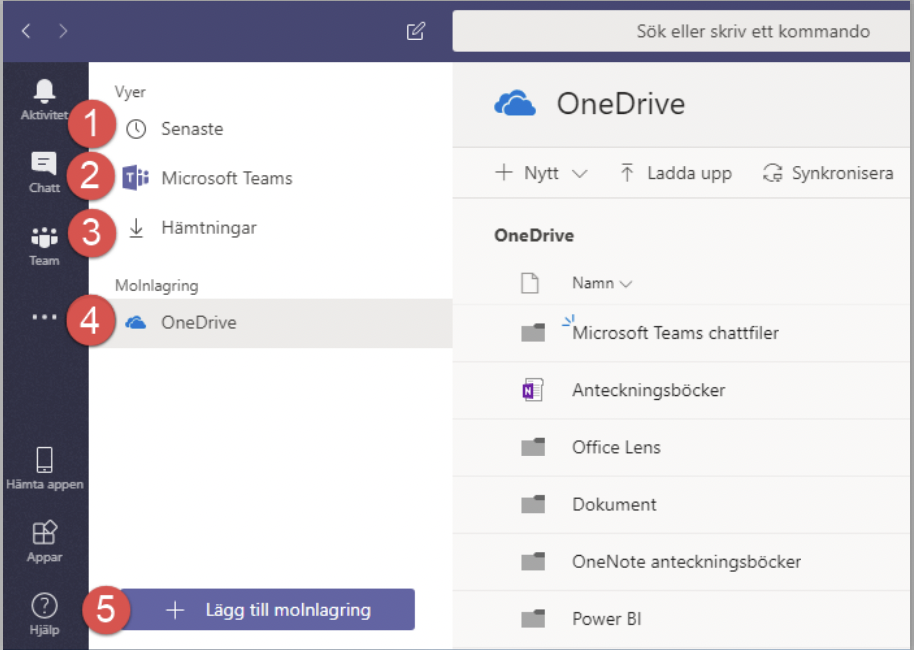 Sök eller skriv ett kommando
Aktivitet
Chatt
Team
Hämta appen
Appar
Hjälp
Vyer
1 Senaste
2 Microsoft Teams
3 Hämtningar
Molnlagring
4 OneDrive
5 + Lägg till molnlagring
OneDrive
+ Nytt Ladda upp Synkronisera
OneDrive
Namn
Microsoft Teams chattfiler
Anteckningsböcker
Office Lens
Dokument
OneNote anteckningsböcker
Power BI